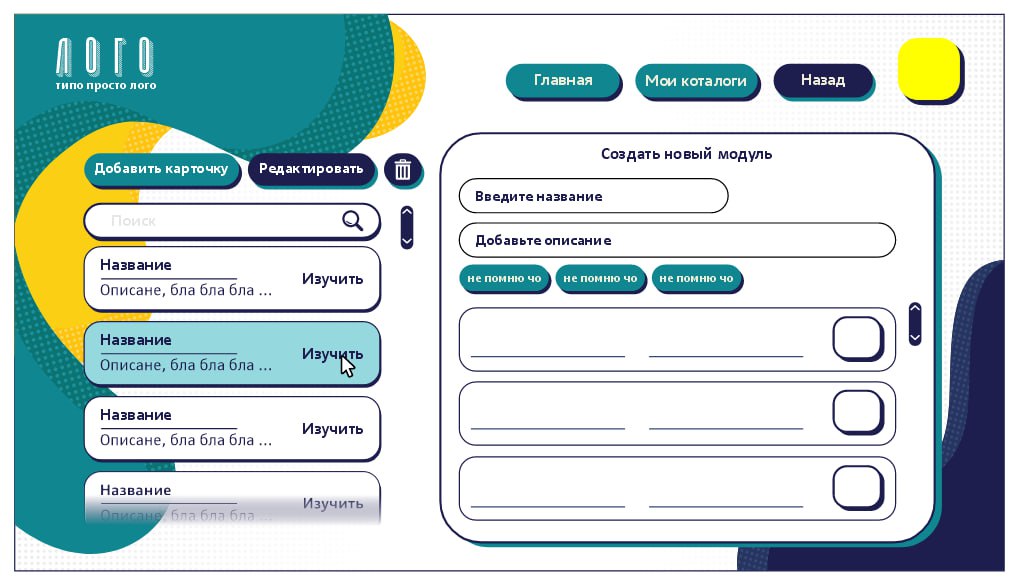 ЛОГО
типо просто лого
Главная
Мои коталоги
Назад
Добавить карточку
Редактировать
Поиск
Название
Описане, бла бла бла ...
Изучить
Название
Описане, бла бла бла ...
Изучить
Название
Описане, бла бла бла ...
Изучить
Название
Описане, бла бла бла ...
Изучить
Создать новый модуль
Введите название
Добавьте описание
не помню чо
не помню чо
не помню чо